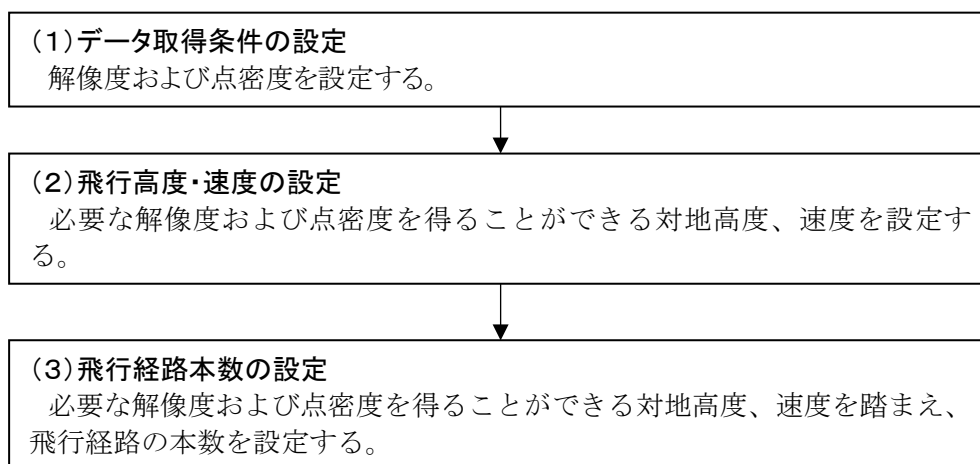 (1)データ取得条件の設定
解像度および点密度を設定する。
(2)飛行高度・速度の設定
必要な解像度および点密度を得ることができる対地高度、速度を設定す
る。
(3)飛行経路本数の設定
必要な解像度および点密度を得ることができる対地高度、速度を踏まえ、
飛行経路の本数を設定する。